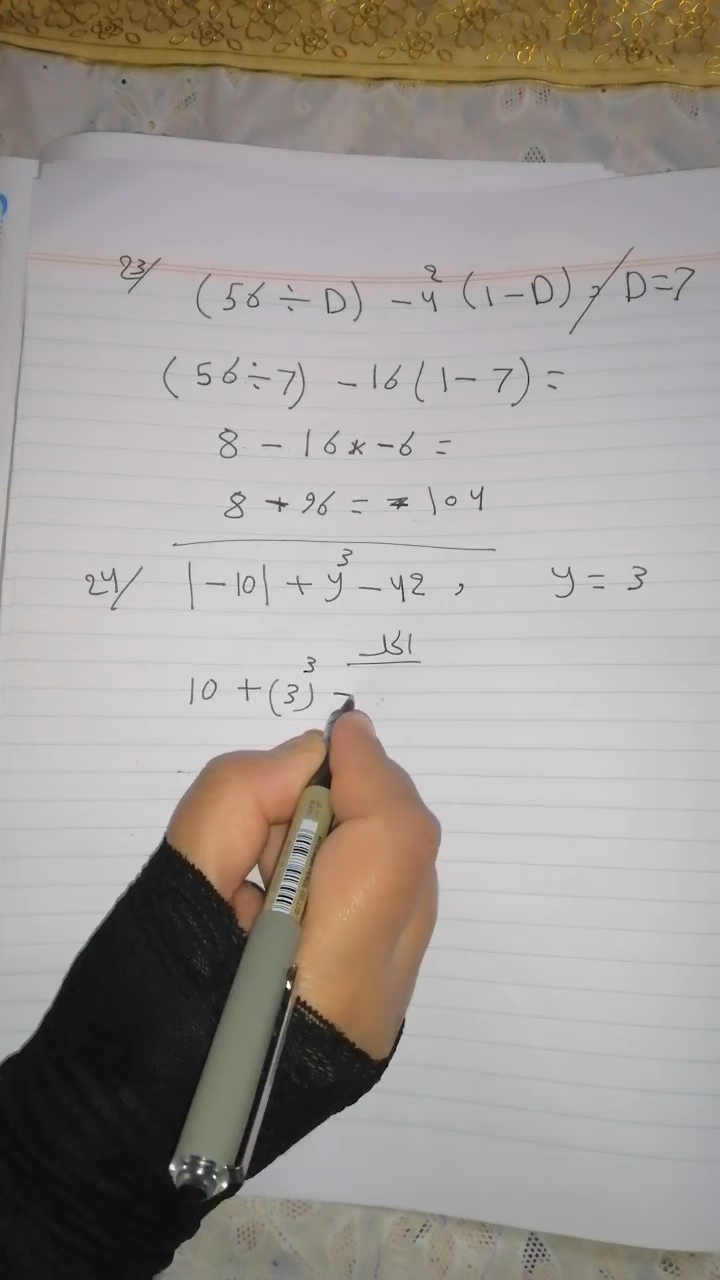 23/ (56 ÷ D) - 4² (1 - D), D = 7
(56 ÷ 7) - 16 (1 - 7) =
8 - 16 × -6 =
8 + 96 = 104
24/ |-10| + y³ - 42 , y = 3
الحل
10 + (3)³ -